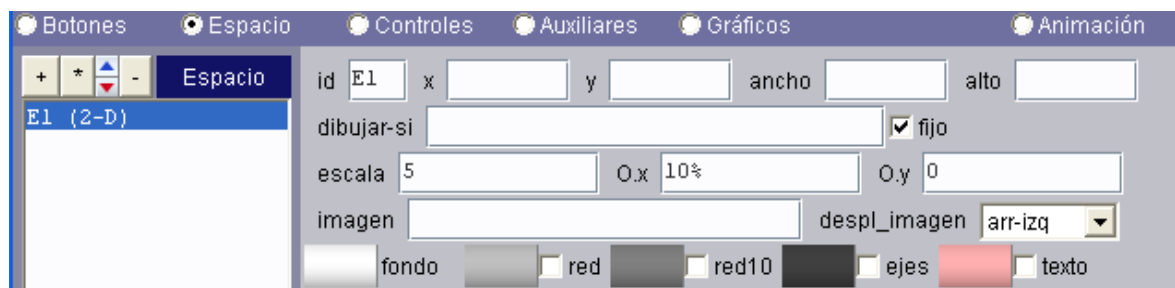 Botones Espacio Controles Auxiliares Gráficos Animación
+ * - Espacio id E1 x y ancho alto
E1 (2-D)
dibujar-si fijo
escala 5 O.x 10% O.y 0
imagen despl_imagen arr-izq
fondo red red10 ejes texto